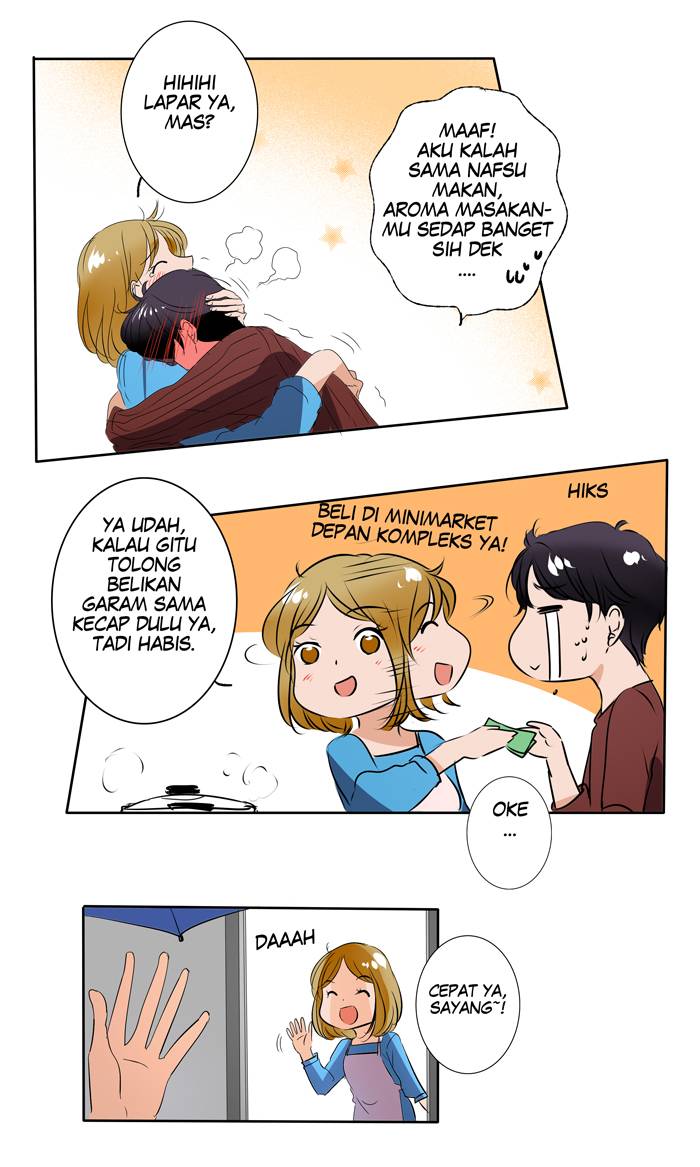 HIHIHI
LAPAR YA,
MAS?
MAAF!
AKU KALAH
SAMA NAFSU
MAKAN,
AROMA MASAKAN-
MU SEDAP BANGET
SIH DEK
....
YA UDAH,
KALAU GITU
TOLONG
BELIKAN
GARAM SAMA
KECAP DULU YA,
TADI HABIS.
BELI DI MINIMARKET
DEPAN KOMPLEKS YA!
HIKS
OKE
...
DAAAH
CEPAT YA,
SAYANG~!